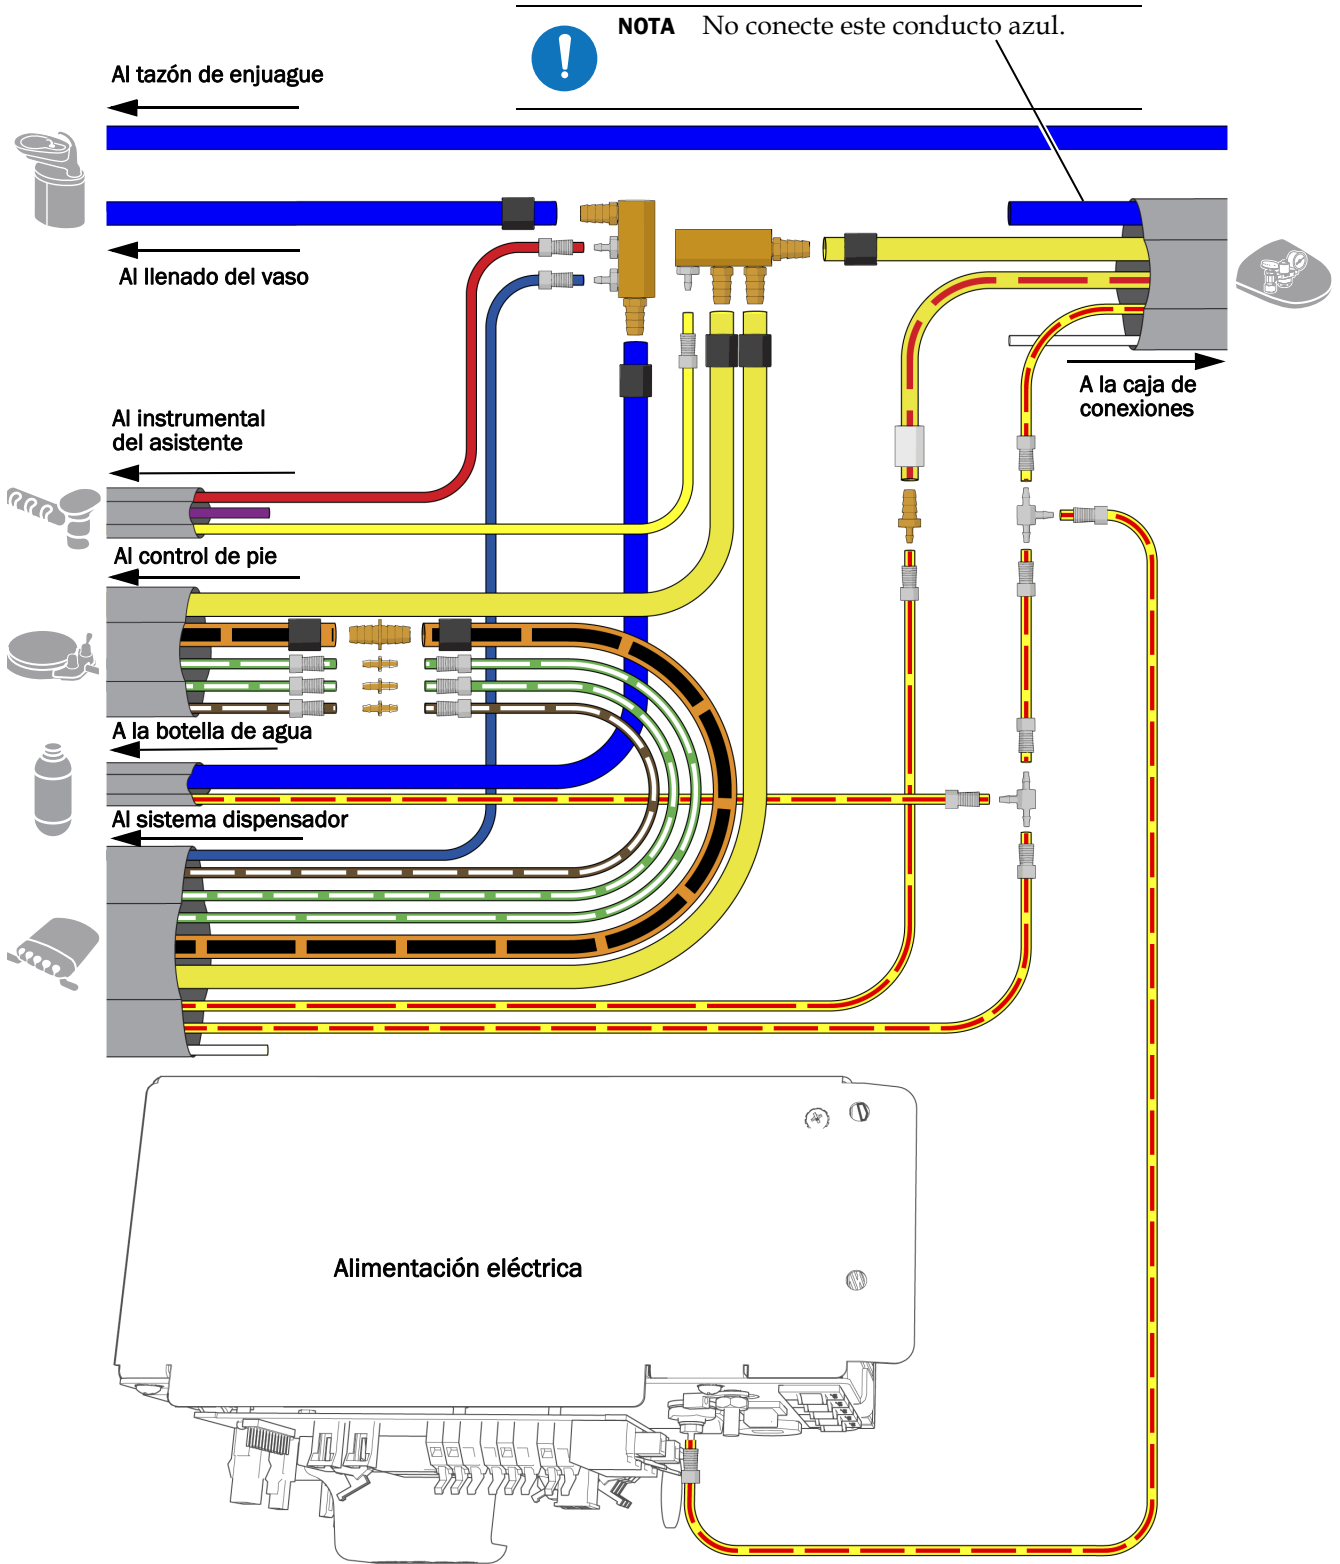 NOTA No conecte este conducto azul.
Al tazón de enjuague
Al llenado del vaso
A la caja de
conexiones
Al instrumental
del asistente
Al control de pie
A la botella de agua
Al sistema dispensador
Alimentación eléctrica